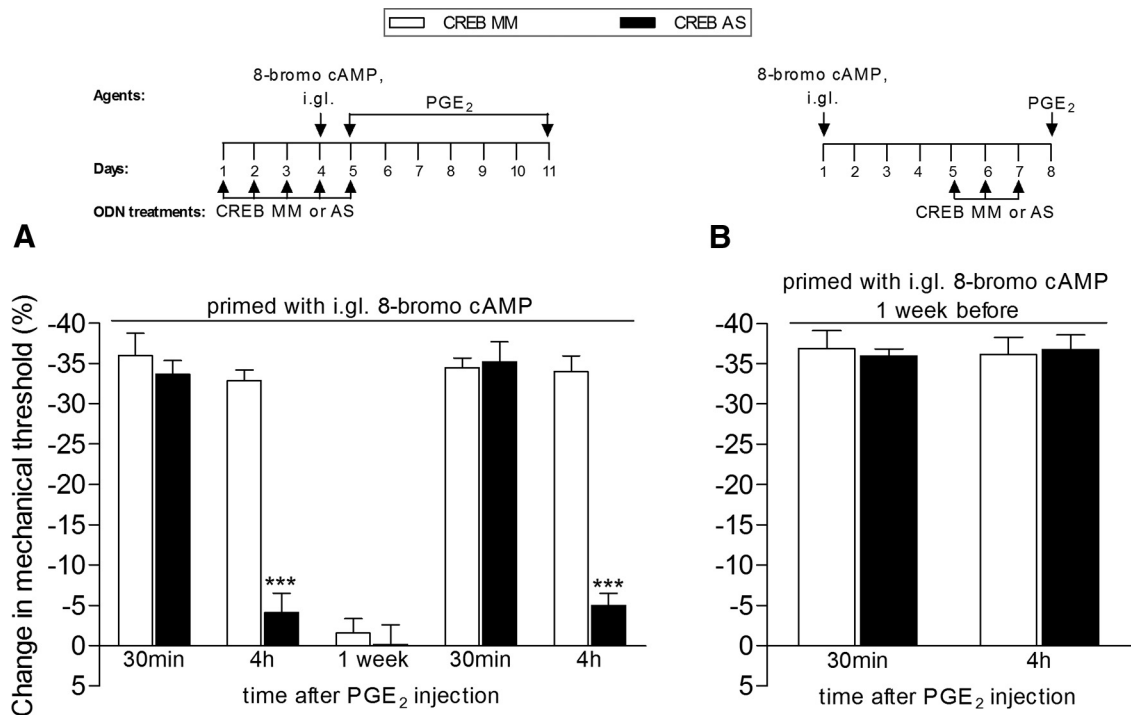 CREB MM CREB AS
8-bromo cAMP,
i.gl.
Agents:
PGE2
Days:
1 2 3 4 5 6 7 8 9 10 11
ODN treatments: CREB MM or AS
8-bromo cAMP,
i.gl.
PGE2
1 2 3 4 5 6 7 8
CREB MM or AS
A
primed with i.gl. 8-bromo cAMP
Change in mechanical threshold (%)
-40
-35
-30
-25
-20
-15
-10
-5
0
5
***
***
30min 4h 1 week 30min 4h
time after PGE2 injection
B
primed with i.gl. 8-bromo cAMP
1 week before
-40
-35
-30
-25
-20
-15
-10
-5
0
5
30min 4h
time after PGE2 injection